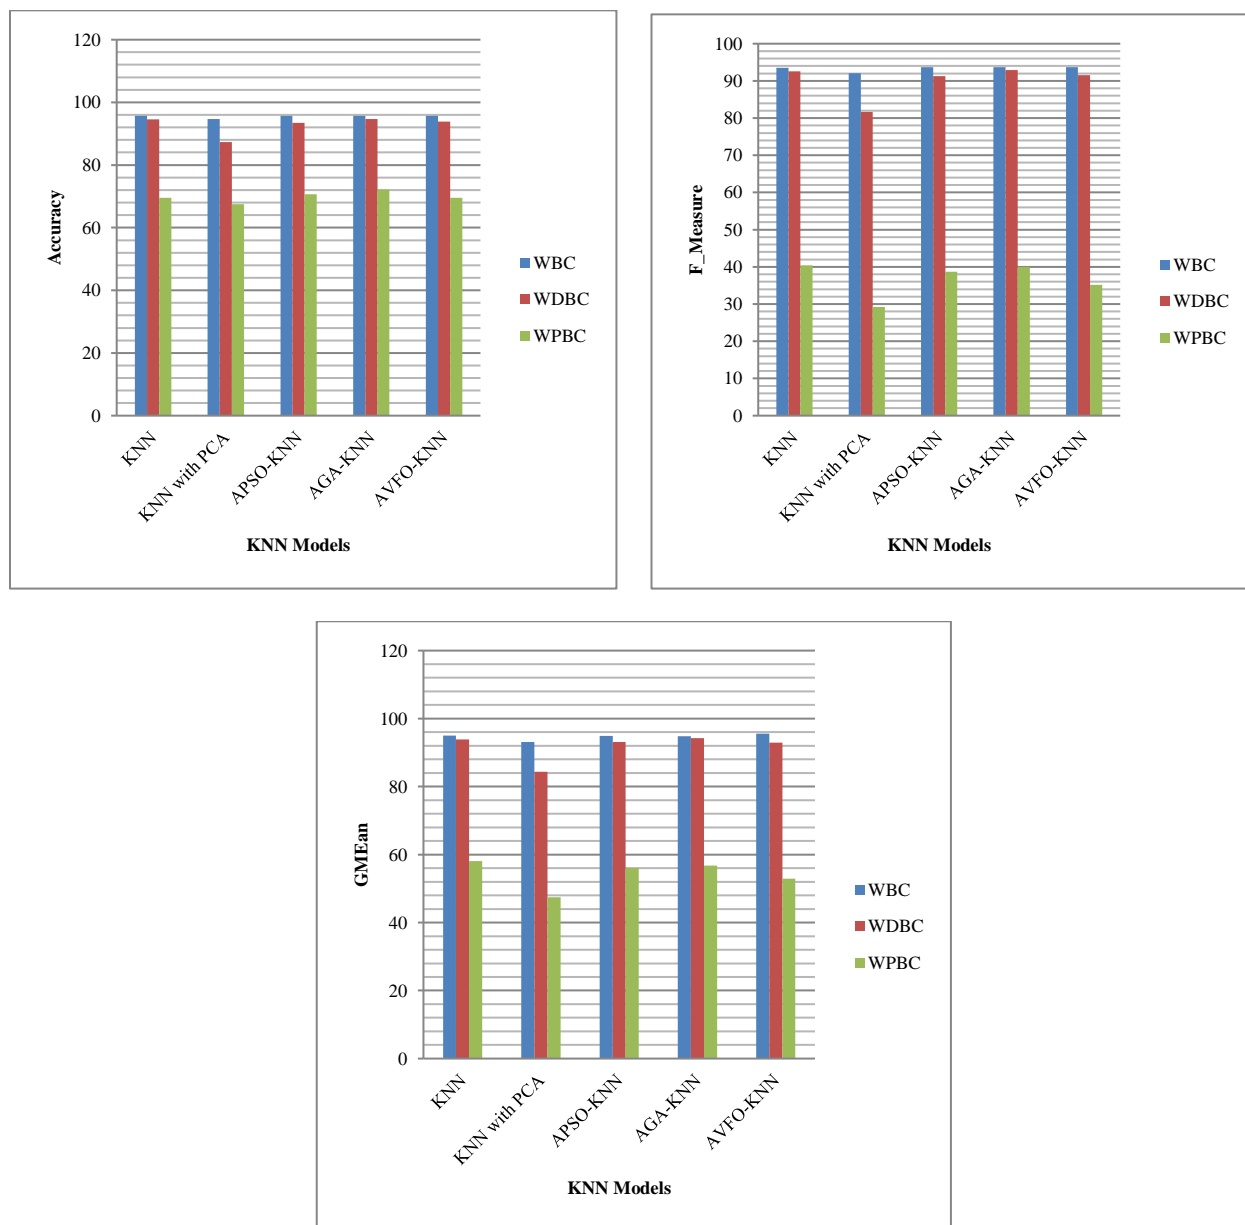 120
100
80
60
40
20
0
Accuracy
KNN
KNN with PCA
APSO-KNN
AGA-KNN
AVFO-KNN
KNN Models
WBC
WDBC
WPBC
100
90
80
70
60
50
40
30
20
10
0
F_Measure
KNN
KNN with PCA
APSO-KNN
AGA-KNN
AVFO-KNN
KNN Models
WBC
WDBC
WPBC
120
100
80
60
40
20
0
GMEan
KNN
KNN with PCA
APSO-KNN
AGA-KNN
AVFO-KNN
KNN Models
WBC
WDBC
WPBC